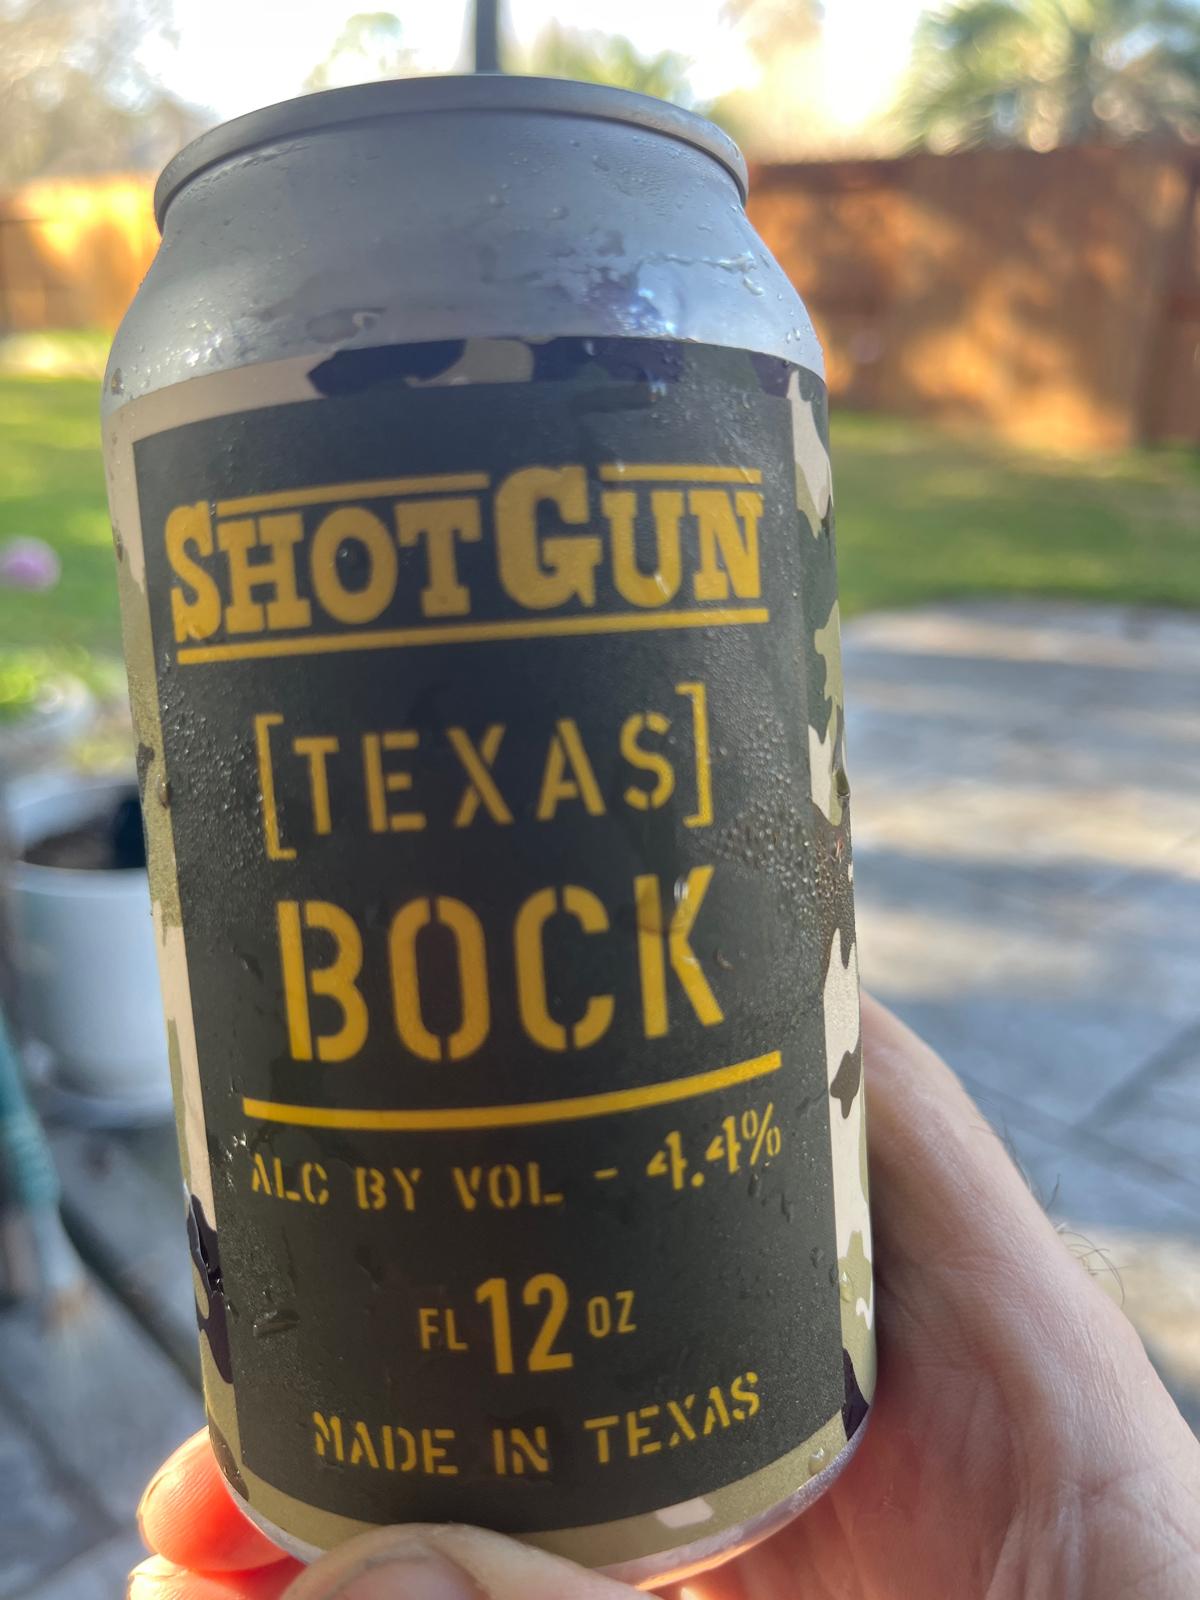 SHOTGUN
[TEXAS]
BOCK
ALC BY VOL - 4.4%
FL 12 OZ
MADE IN TEXAS